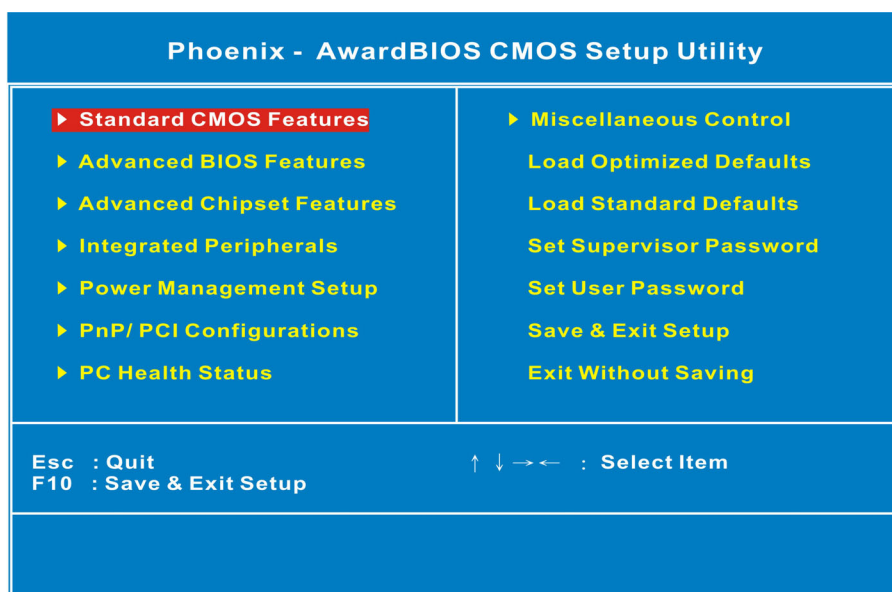 Phoenix - AwardBIOS CMOS Setup Utility
▶ Standard CMOS Features
▶ Advanced BIOS Features
▶ Advanced Chipset Features
▶ Integrated Peripherals
▶ Power Management Setup
▶ PnP/ PCI Configurations
▶ PC Health Status
▶ Miscellaneous Control
Load Optimized Defaults
Load Standard Defaults
Set Supervisor Password
Set User Password
Save & Exit Setup
Exit Without Saving
Esc : Quit
F10 : Save & Exit Setup
↑ ↓ → ← : Select Item